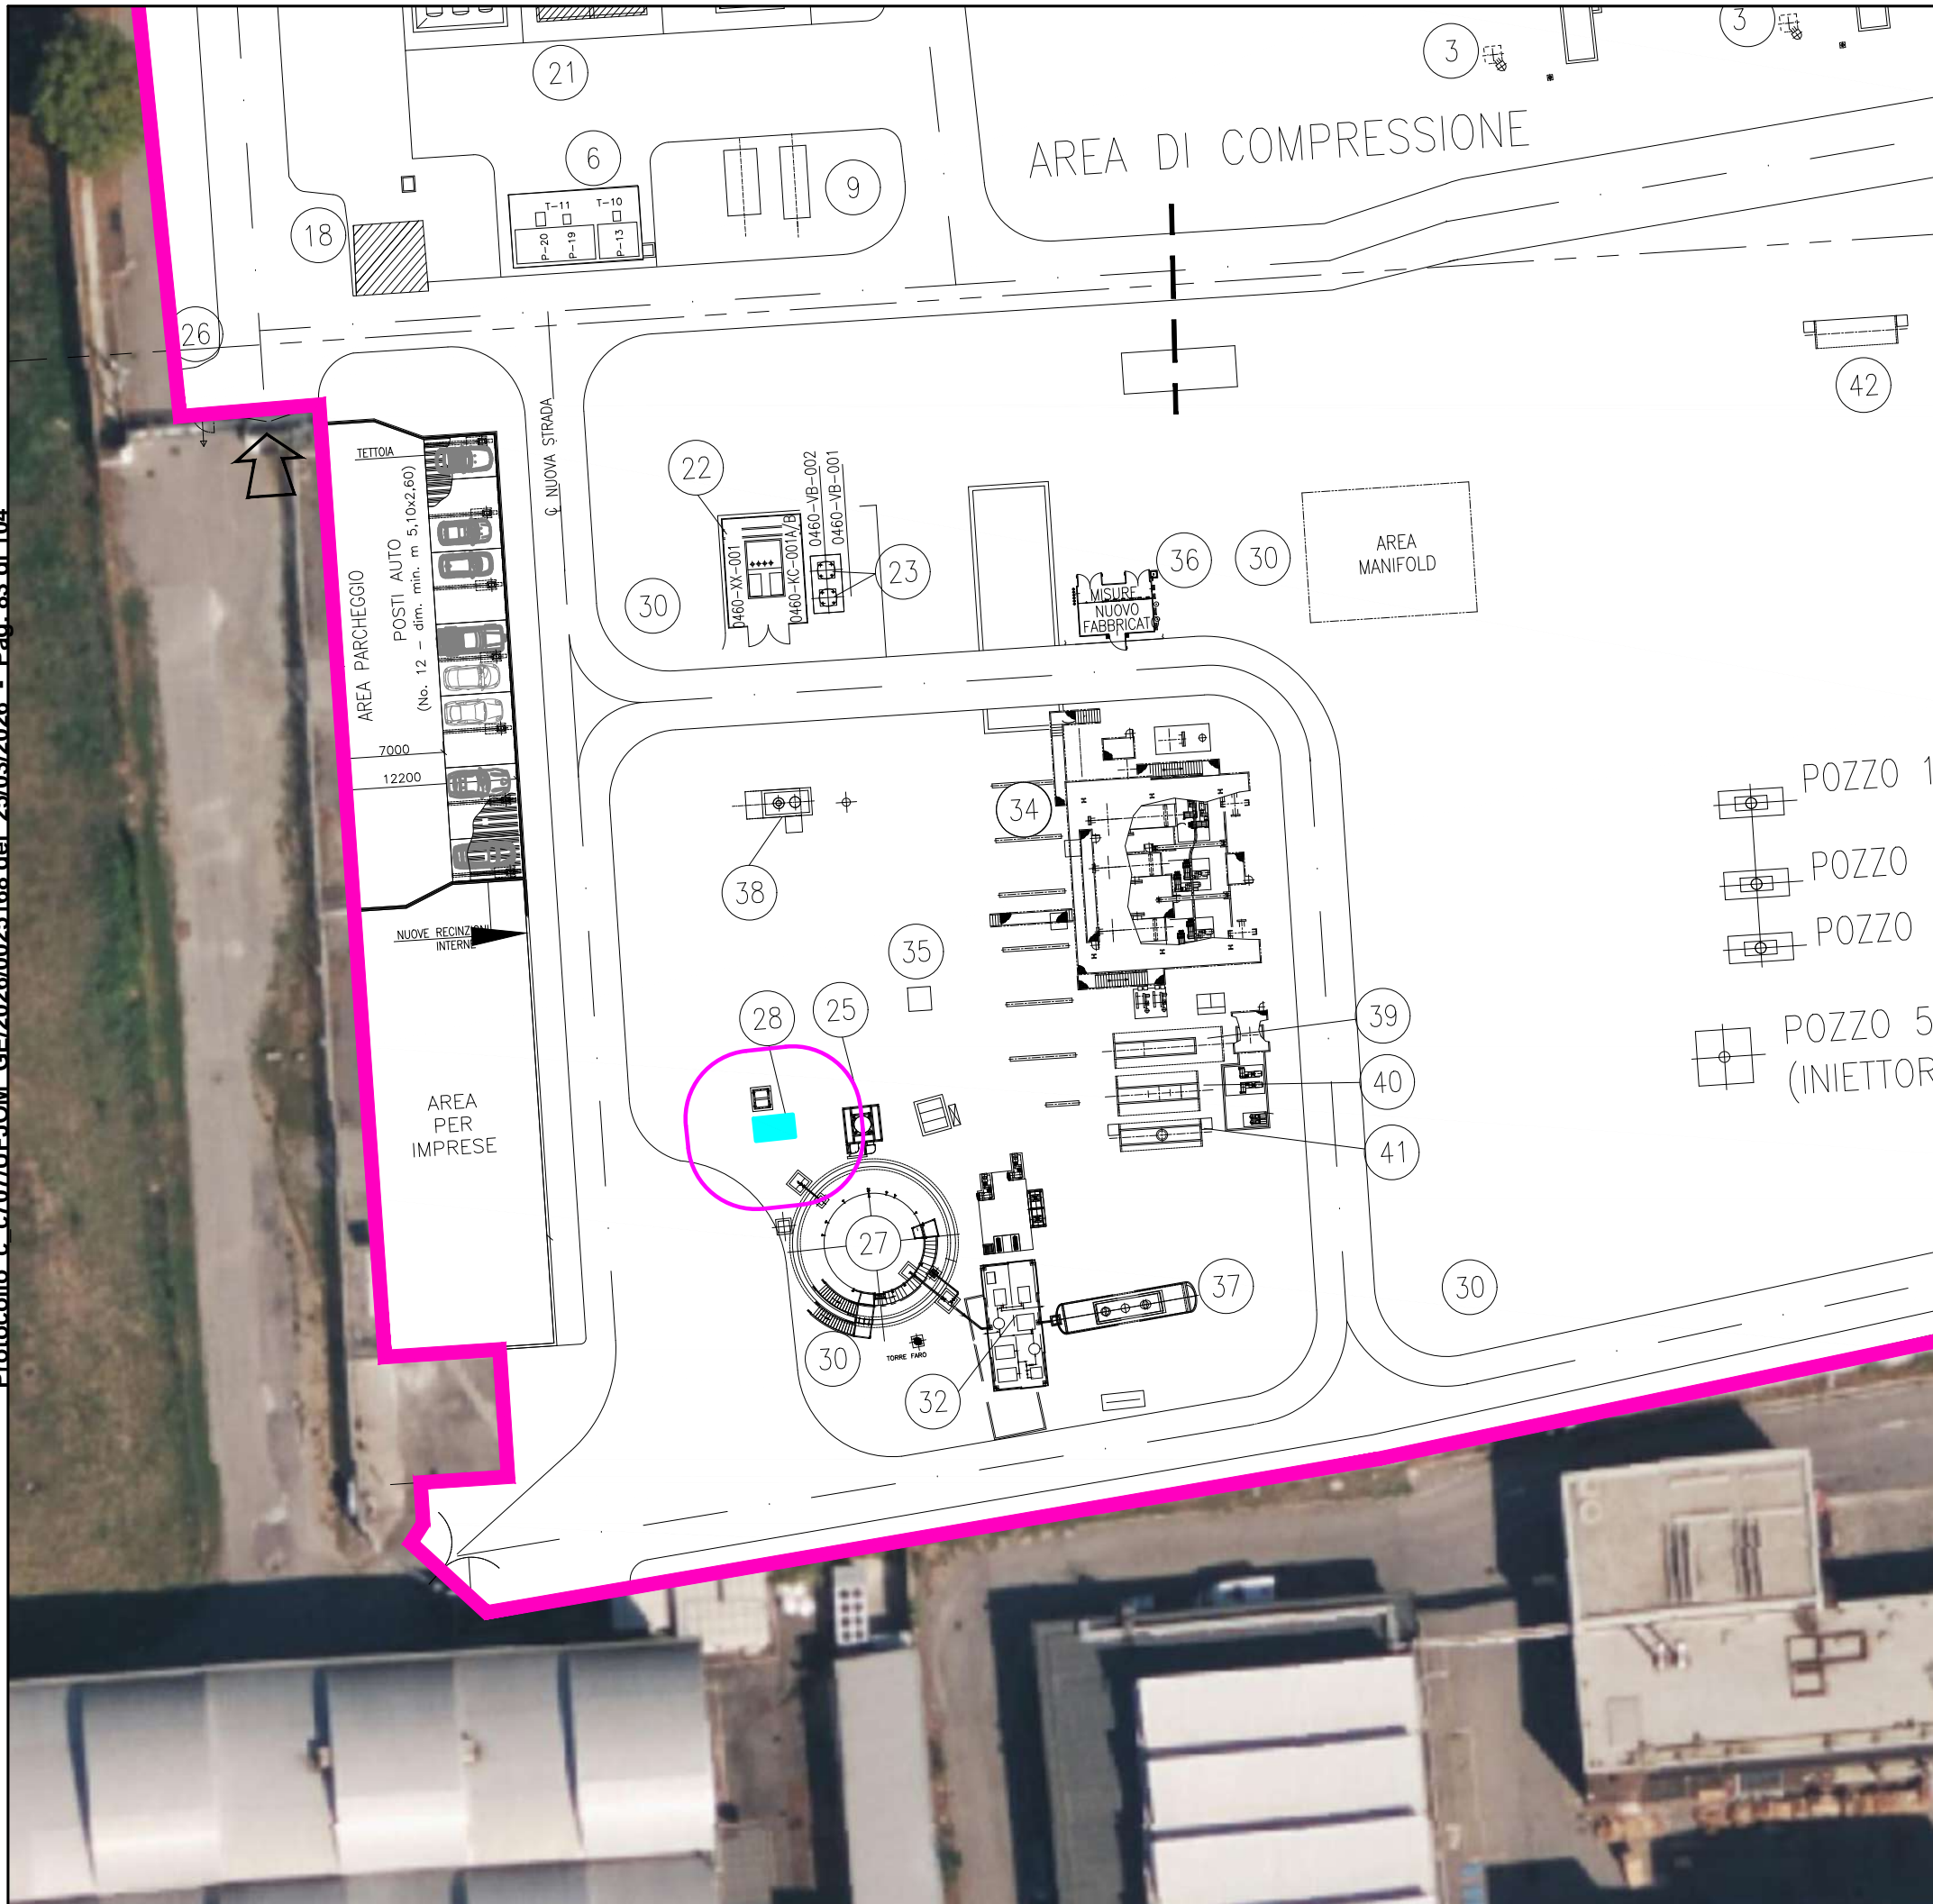 21
3
3
AREA DI COMPRESSIONE
6
9
T-11
T-10
P-20
P-19
P-13
18
26
42
℄ NUOVA STRADA
TETTOIA
AREA PARCHEGGIO
POSTI AUTO
(No. 12 - dim. min. m 5,10x2,60)
22
0460-VB-002
0460-VB-001
0460-XX-001
0460-KC-001A/B
23
30
36
30
MISURE
NUOVO
FABBRICATO
AREA
MANIFOLD
7000
12200
34
38
POZZO 1
POZZO
POZZO
NUOVE RECINZIONI
INTERNE
35
28
25
39
POZZO 5
(INIETTOR
40
41
AREA
PER
IMPRESE
27
37
30
30
TORRE FARO
32